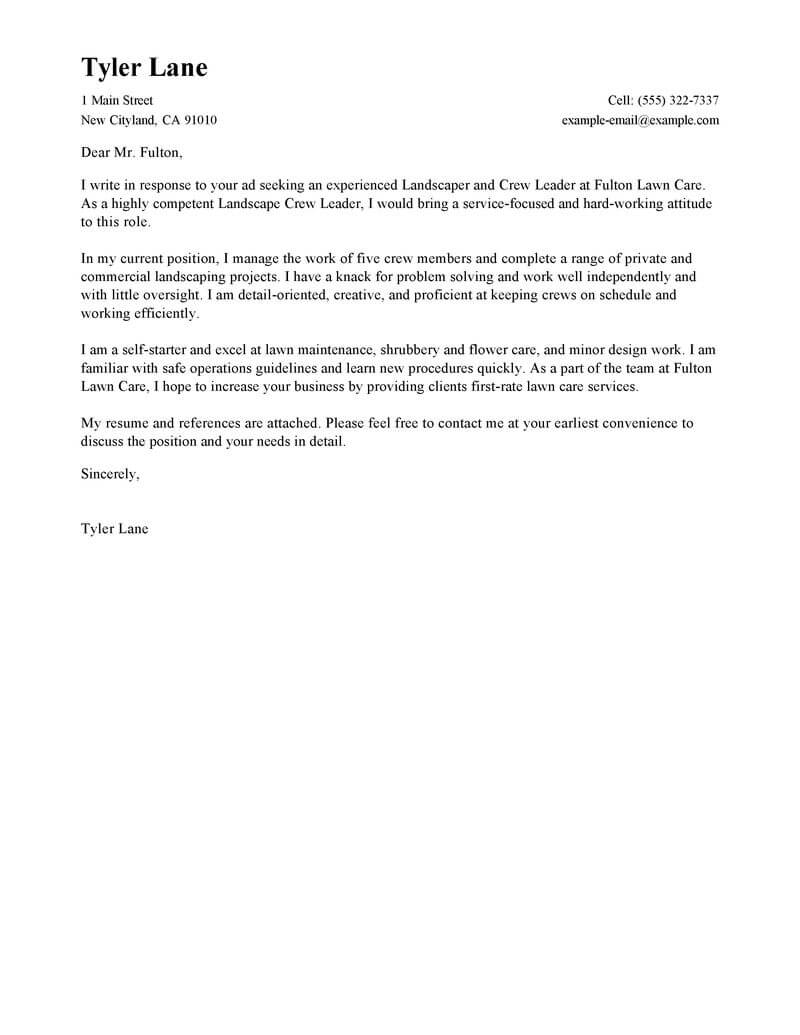 Tyler Lane
1 Main Street
Cell: (555) 322-7337
New Cityland, CA 91010
example-email@example.com
Dear Mr. Fulton,
I write in response to your ad seeking an experienced Landscaper and Crew Leader at Fulton Lawn Care.
As a highly competent Landscape Crew Leader, I would bring a service-focused and hard-working attitude
to this role.
In my current position, I manage the work of five crew members and complete a range of private and
commercial landscaping projects. I have a knack for problem solving and work well independently and
with little oversight. I am detail-oriented, creative, and proficient at keeping crews on schedule and
working efficiently.
I am a self-starter and excel at lawn maintenance, shrubbery and flower care, and minor design work. I am
familiar with safe operations guidelines and learn new procedures quickly. As a part of the team at Fulton
Lawn Care, I hope to increase your business by providing clients first-rate lawn care services.
My resume and references are attached. Please feel free to contact me at your earliest convenience to
discuss the position and your needs in detail.
Sincerely,
Tyler Lane